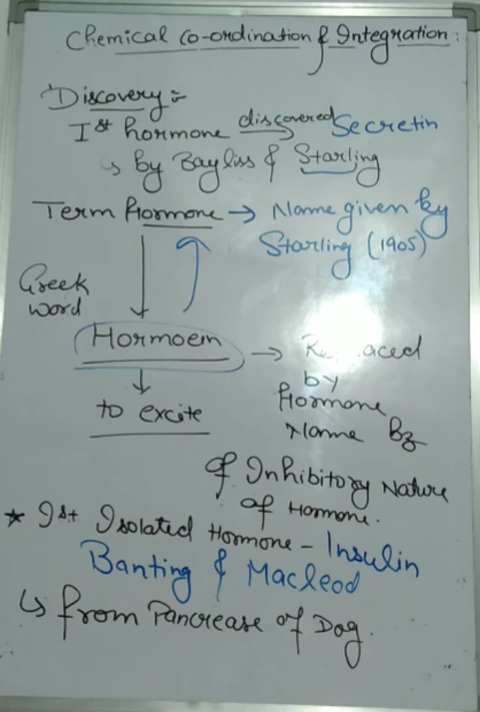 Chemical Co-ordination & Integration:
Discovery:-
Ist hormone discovered Secretin
↳ by Bayliss & Starling
Term Hormone → Name given by
Starling (1905)
Greek
word
Hormoein → Replaced
by
to excite
Hormone
Name Bz
of Inhibitory Nature
of Hormone.
* Ist Isolated Hormone - Insulin
Banting & Macleod
↳ from Pancrease of Dog.